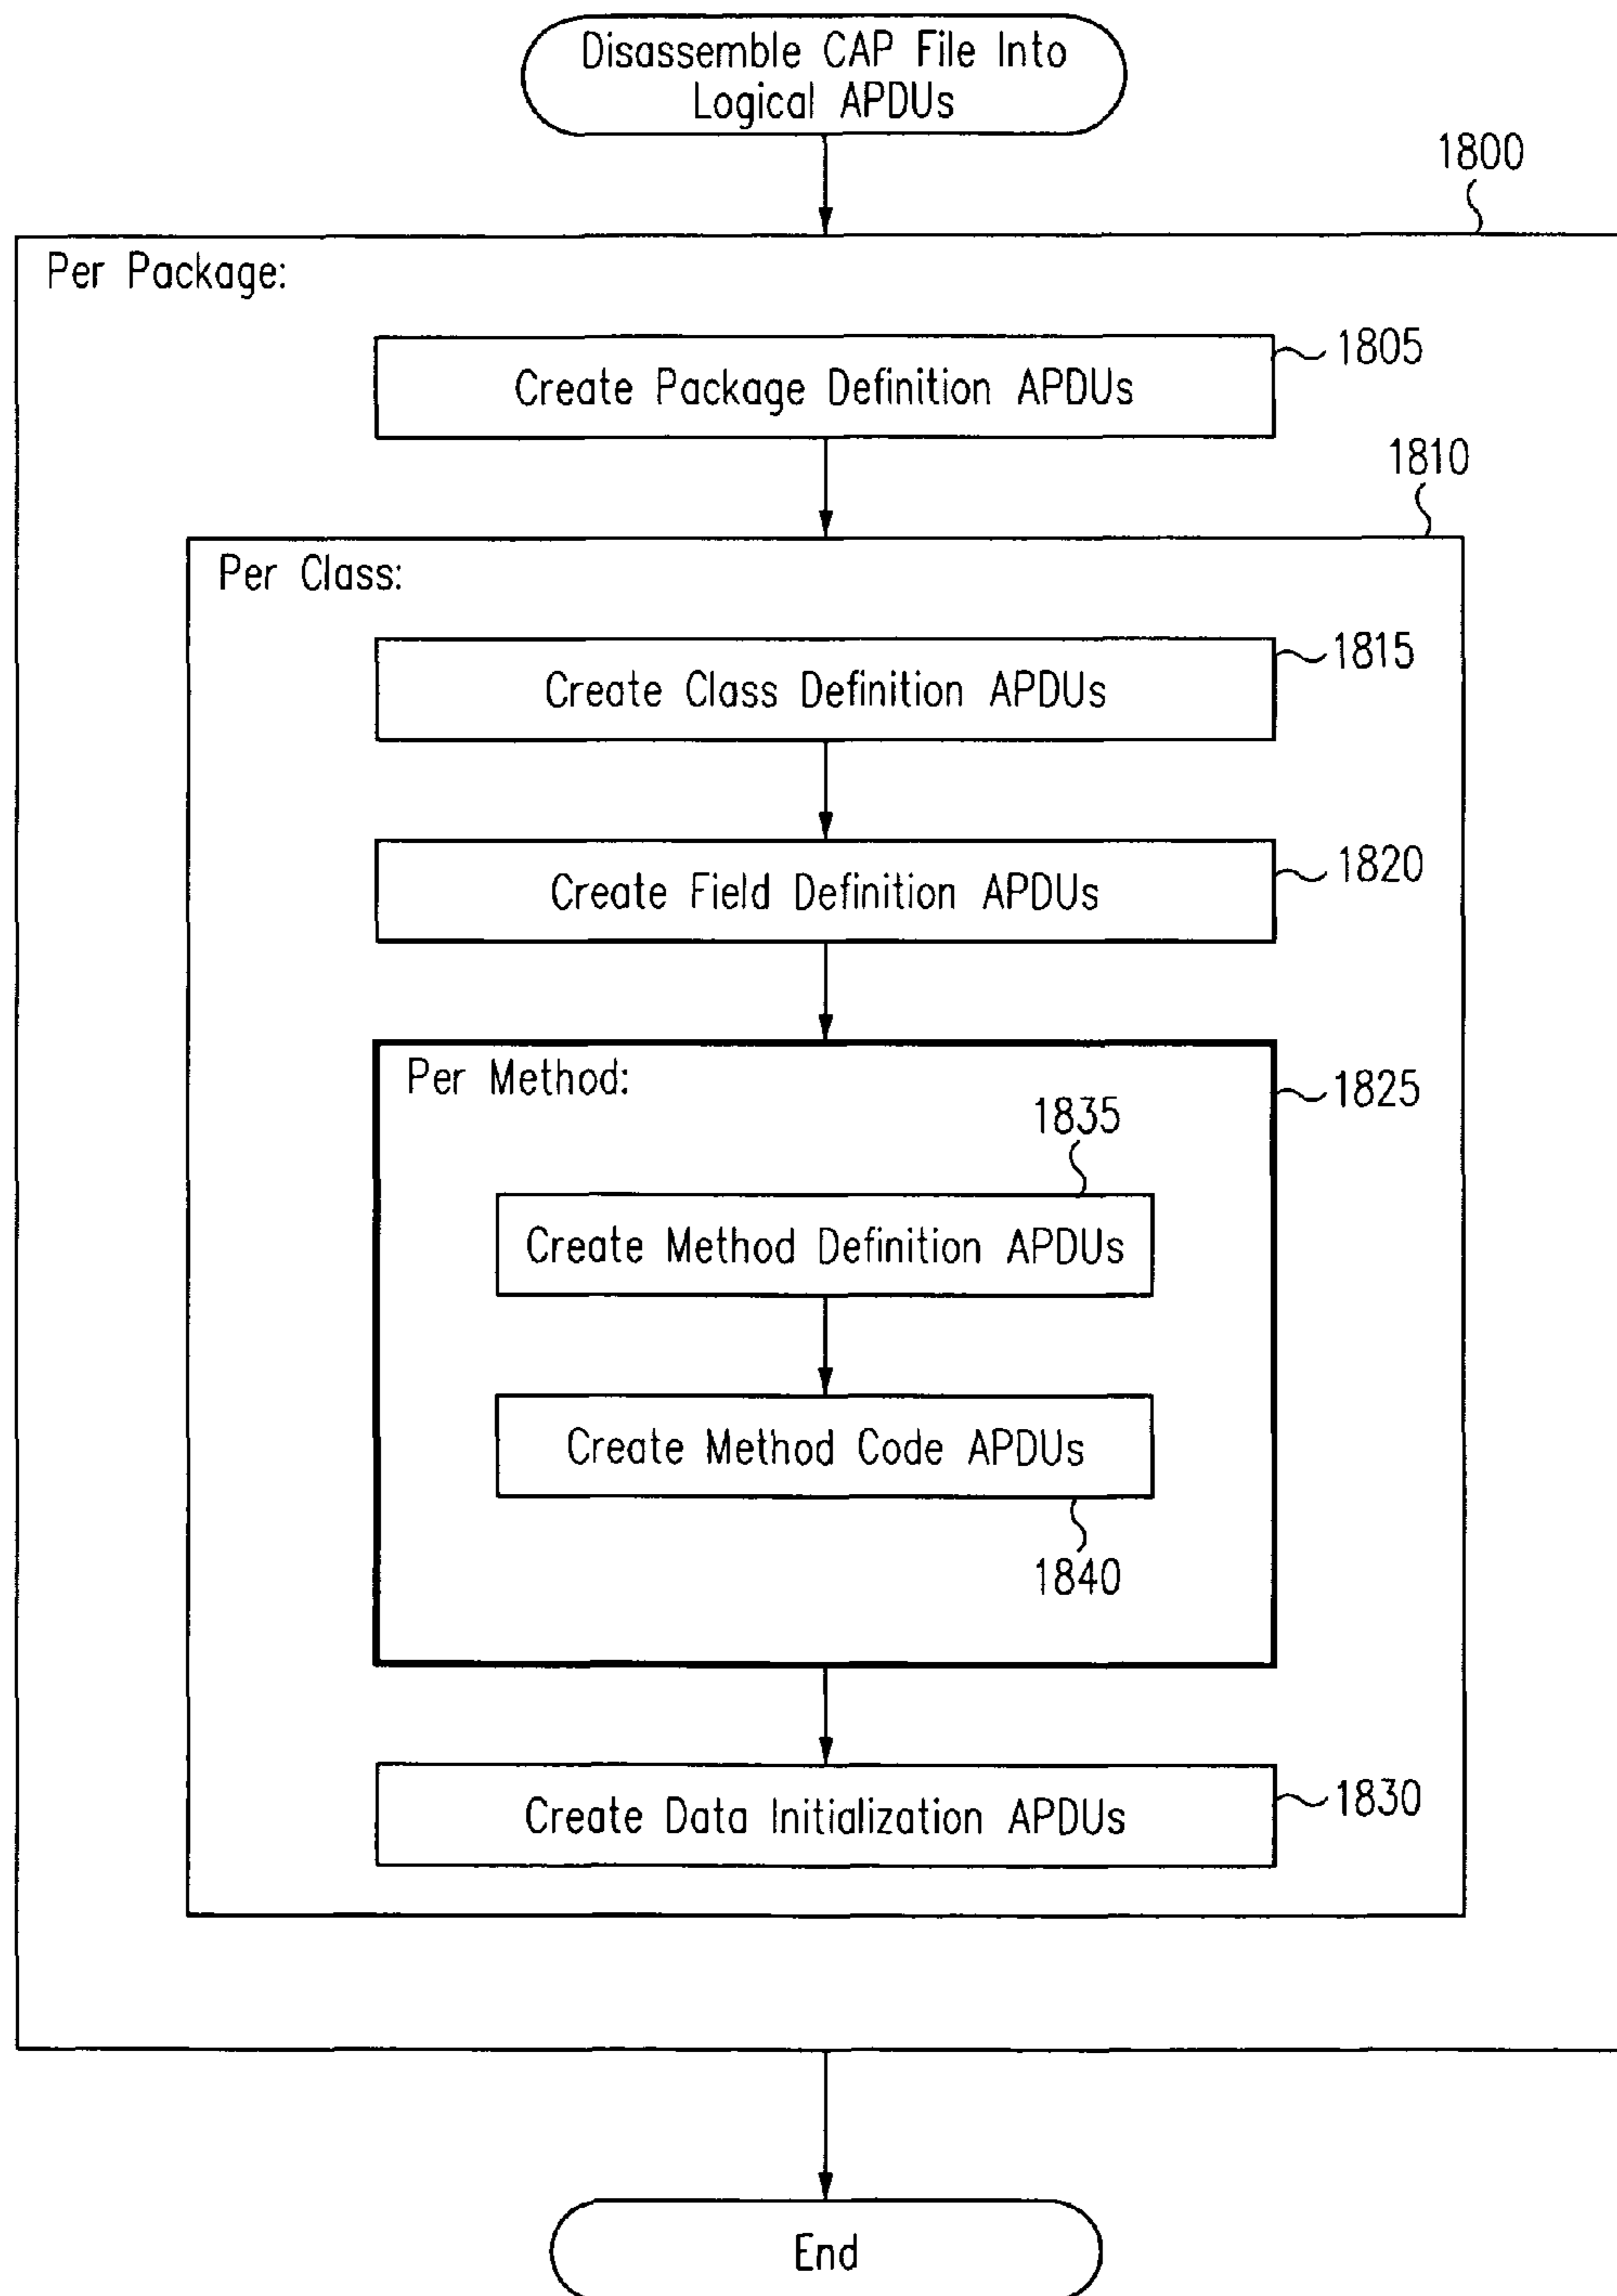 Disassemble CAP File Into
Logical APDUs
1800
Per Package:
1805
Create Package Definition APDUs
1810
Per Class:
1815
Create Class Definition APDUs
1820
Create Field Definition APDUs
Per Method:
1825
1835
Create Method Definition APDUs
Create Method Code APDUs
1840
1830
Create Data Initialization APDUs
End